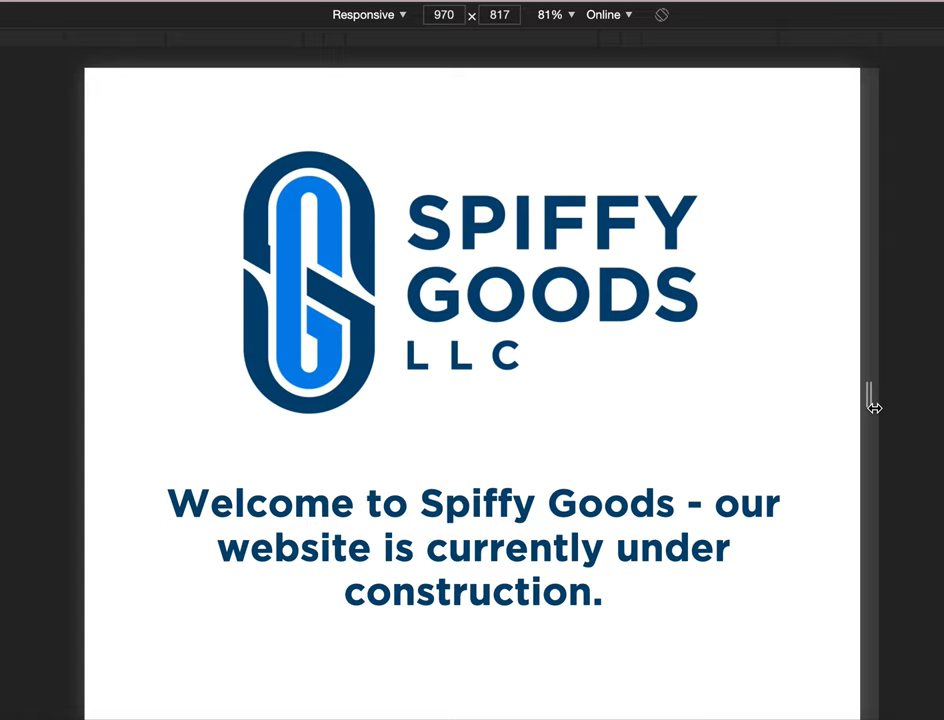 Responsive 970 × 817 81% Online
SPIFFY
GOODS
LLC
Welcome to Spiffy Goods - our
website is currently under
construction.